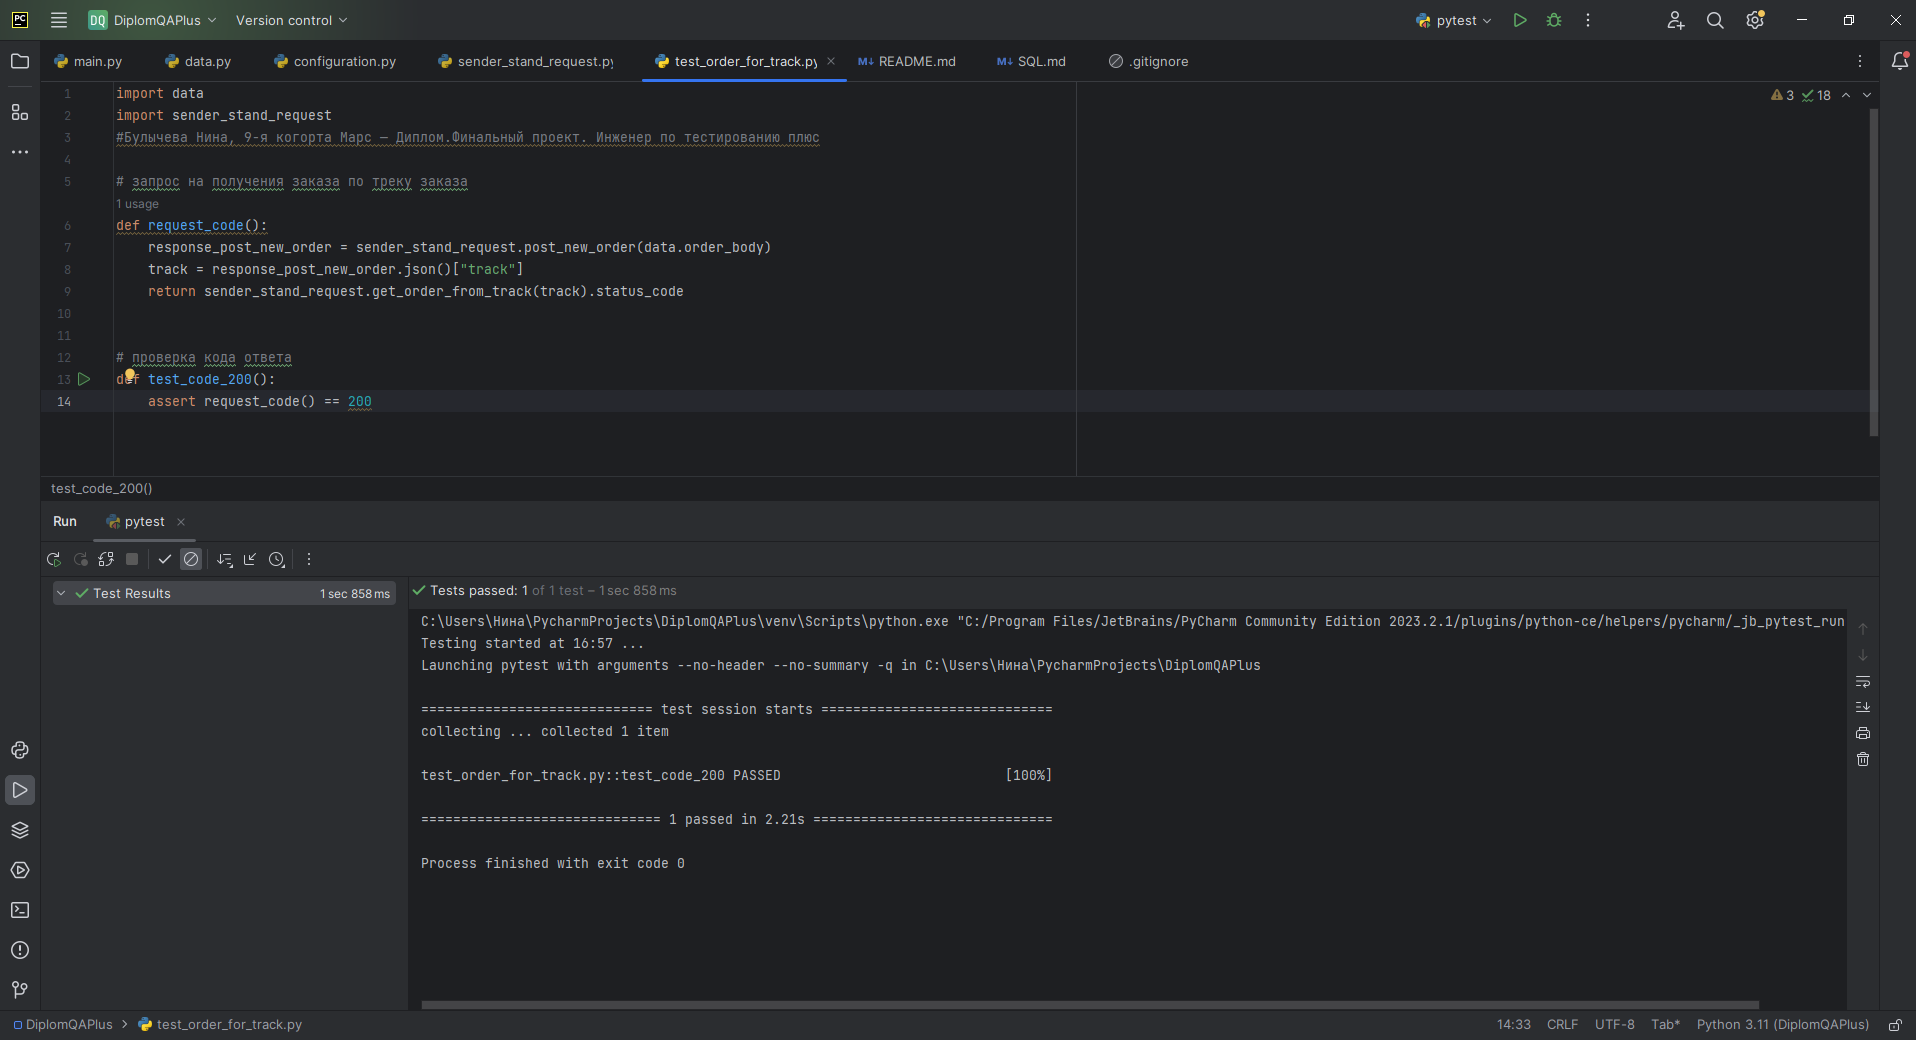 PC
DQ DiplomQAPlus Version control pytest
main.py data.py configuration.py sender_stand_request.py test_order_for_track.py README.md SQL.md .gitignore
3 18
1 import data
2 import sender_stand_request
3 #Булычева Нина, 9-я когорта Марс — Диплом.Финальный проект. Инженер по тестированию плюс
4
5 # запрос на получения заказа по треку заказа
1 usage
6 def request_code():
7 response_post_new_order = sender_stand_request.post_new_order(data.order_body)
8 track = response_post_new_order.json()["track"]
9 return sender_stand_request.get_order_from_track(track).status_code
10
11
12 # проверка кода ответа
13 def test_code_200():
14 assert request_code() == 200
test_code_200()
Run pytest
Test Results 1 sec 858 ms
Tests passed: 1 of 1 test – 1 sec 858 ms
C:\Users\Нина\PycharmProjects\DiplomQAPlus\venv\Scripts\python.exe "C:/Program Files/JetBrains/PyCharm Community Edition 2023.2.1/plugins/python-ce/helpers/pycharm/_jb_pytest_run
Testing started at 16:57 ...
Launching pytest with arguments --no-header --no-summary -q in C:\Users\Нина\PycharmProjects\DiplomQAPlus
============================= test session starts =============================
collecting ... collected 1 item
test_order_for_track.py::test_code_200 PASSED [100%]
============================== 1 passed in 2.21s ==============================
Process finished with exit code 0
DiplomQAPlus test_order_for_track.py 14:33 CRLF UTF-8 Tab* Python 3.11 (DiplomQAPlus)